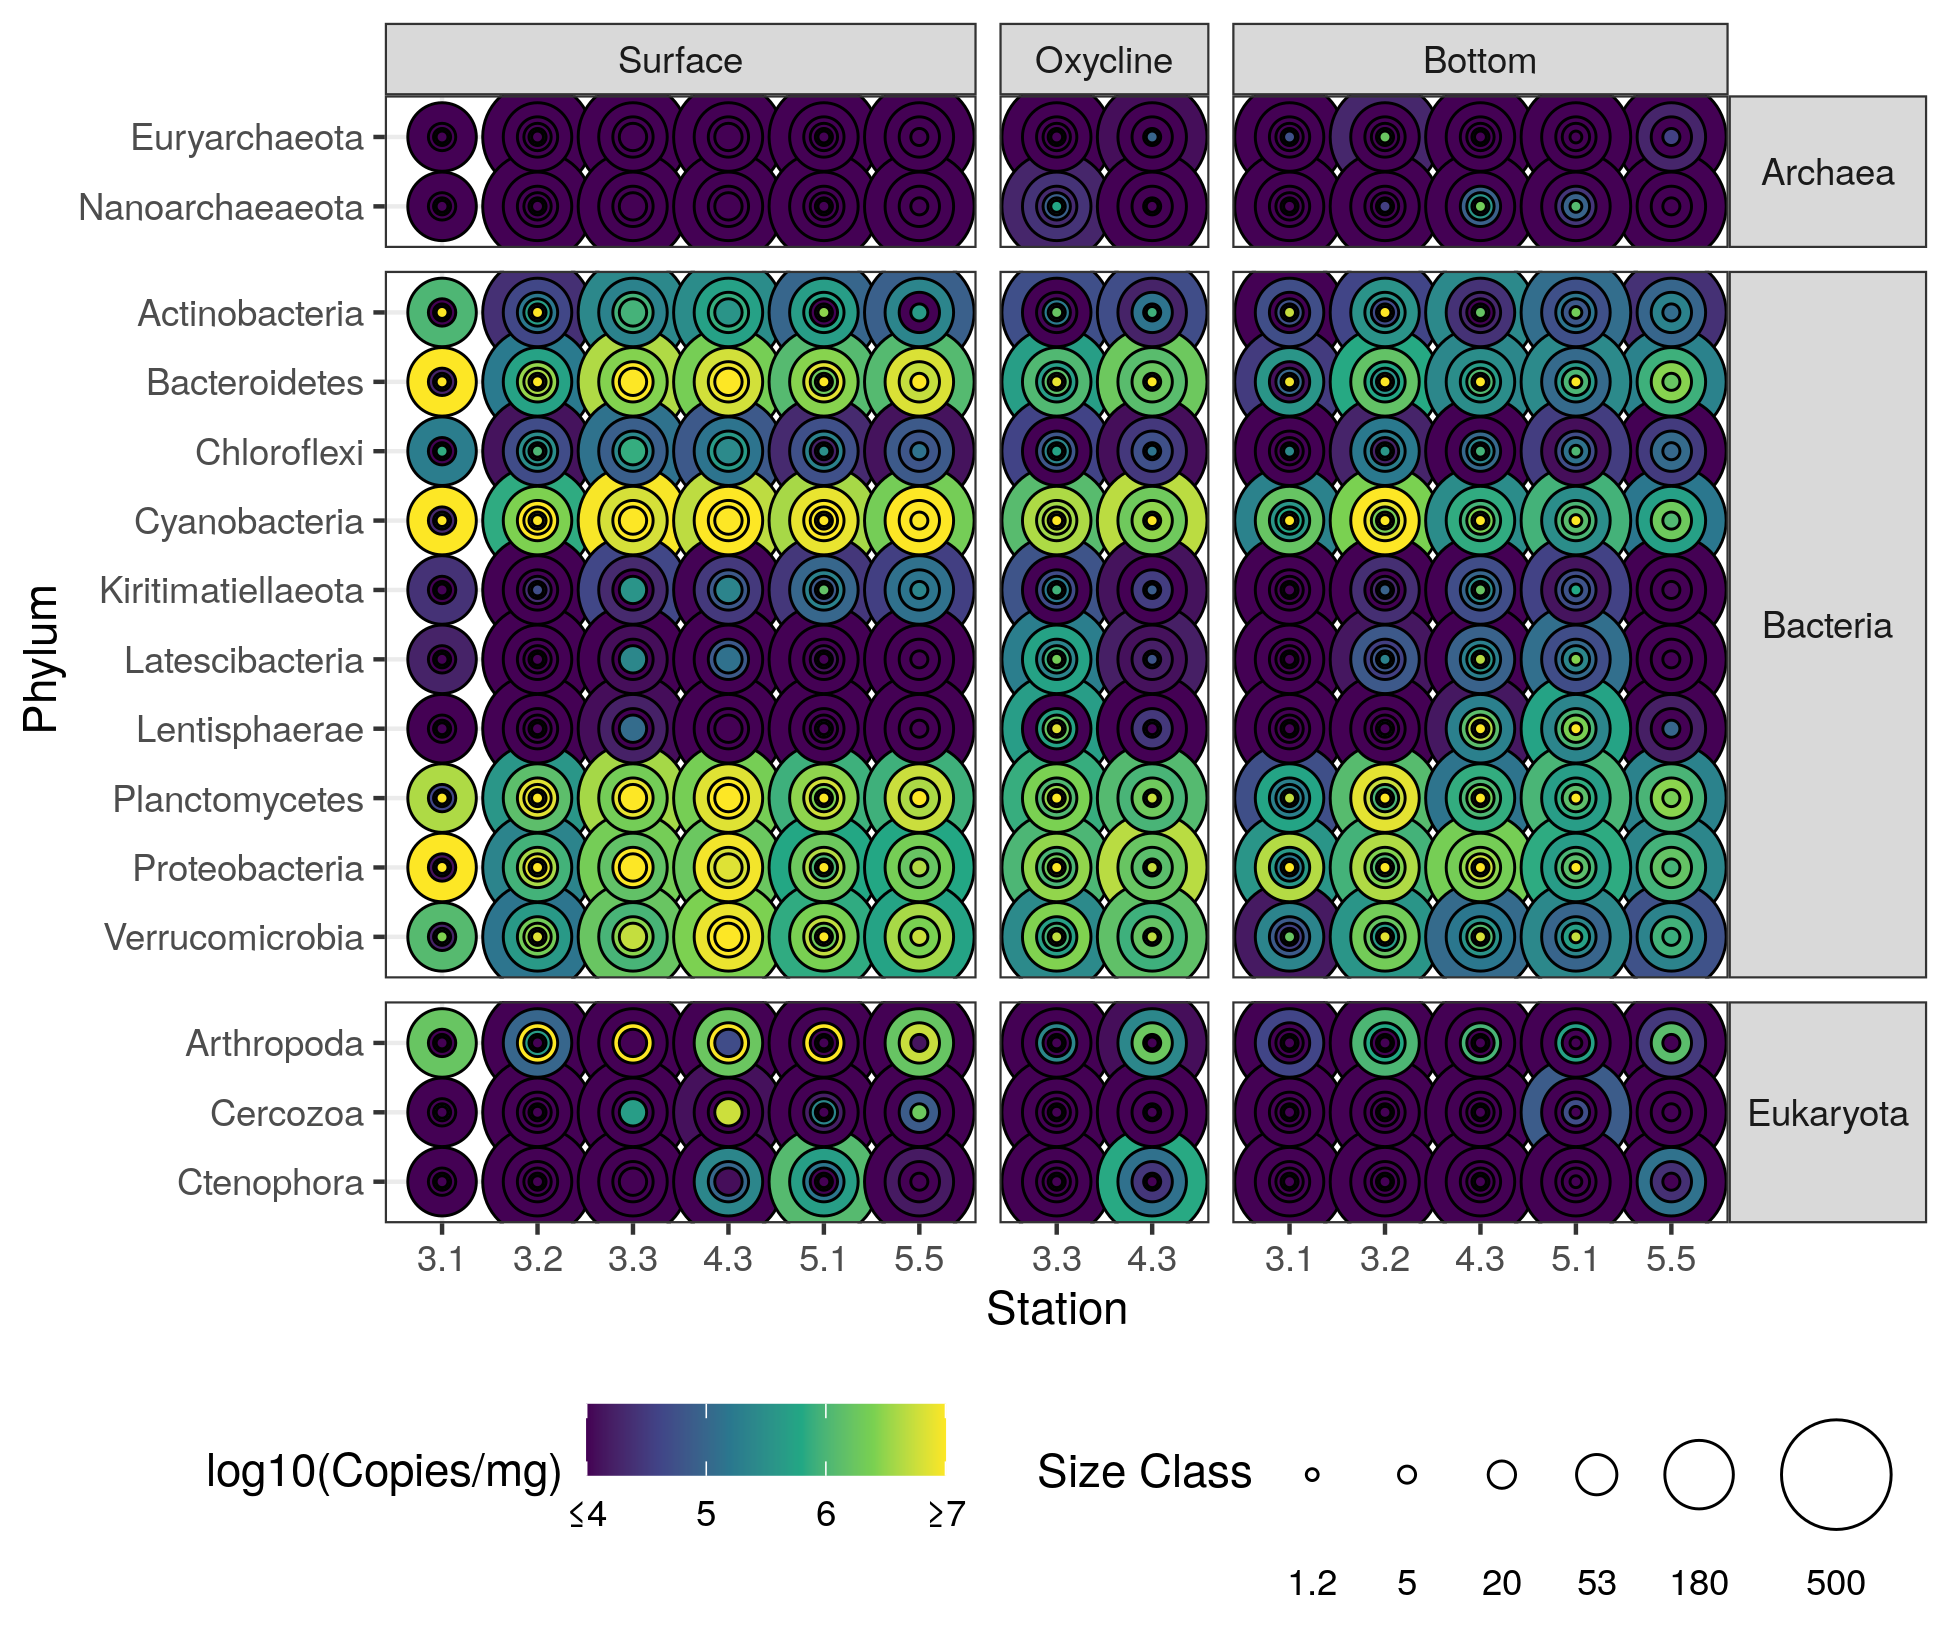 Surface Oxycline Bottom
Euryarchaeota
Nanoarchaeaeota
Archaea
Actinobacteria
Bacteroidetes
Chloroflexi
Cyanobacteria
Kiritimatiellaeota
Latescibacteria
Lentisphaerae
Planctomycetes
Proteobacteria
Verrucomicrobia
Bacteria
Arthropoda
Cercozoa
Ctenophora
Eukaryota
Phylum
3.1 3.2 3.3 4.3 5.1 5.5 3.3 4.3 3.1 3.2 4.3 5.1 5.5
Station
log10(Copies/mg)
≤4 5 6 ≥7
Size Class
1.2 5 20 53 180 500